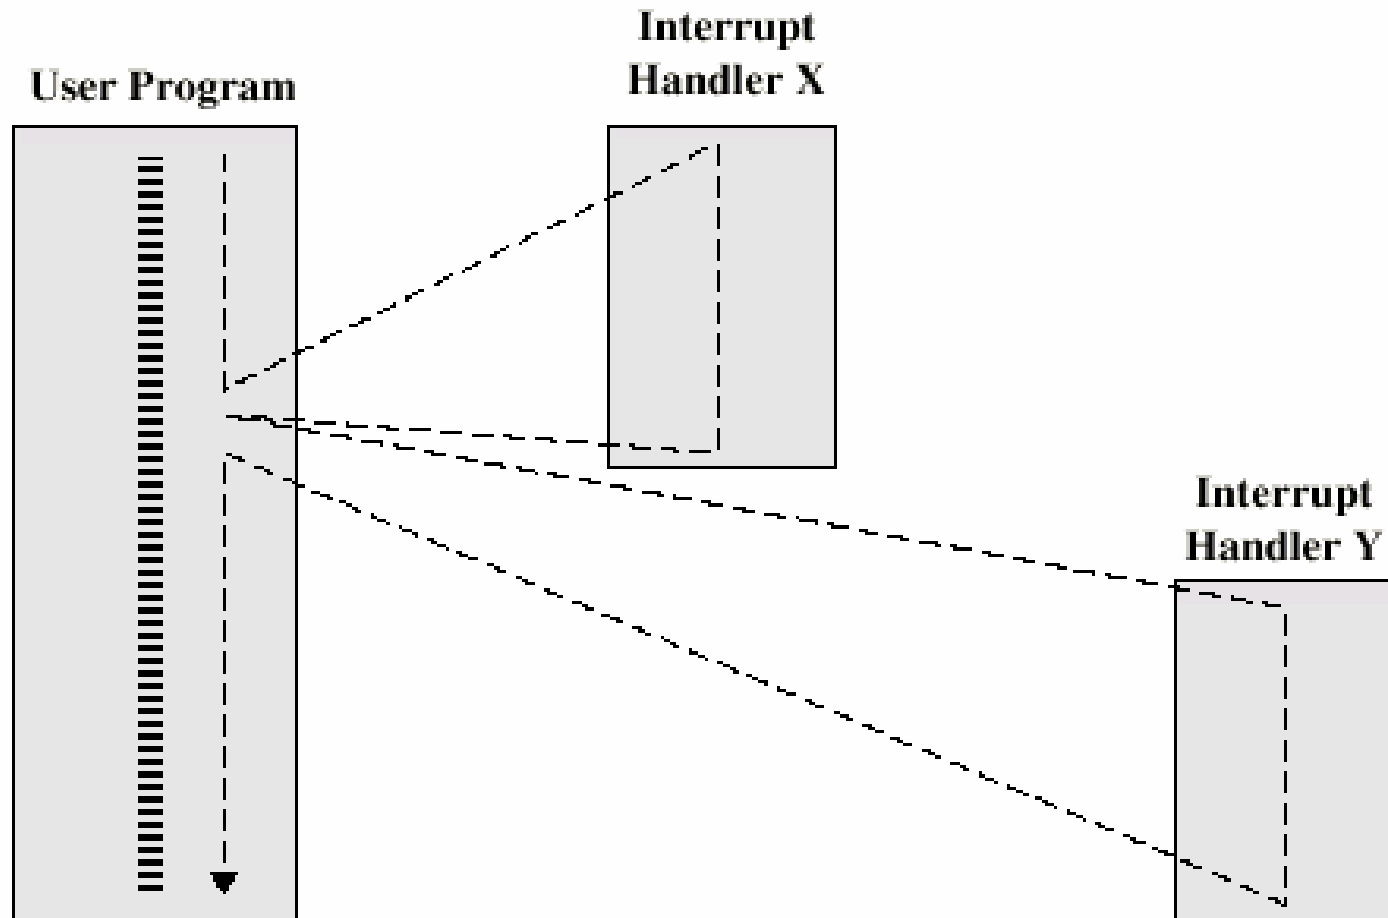 User Program
Interrupt
Handler X
Interrupt
Handler Y